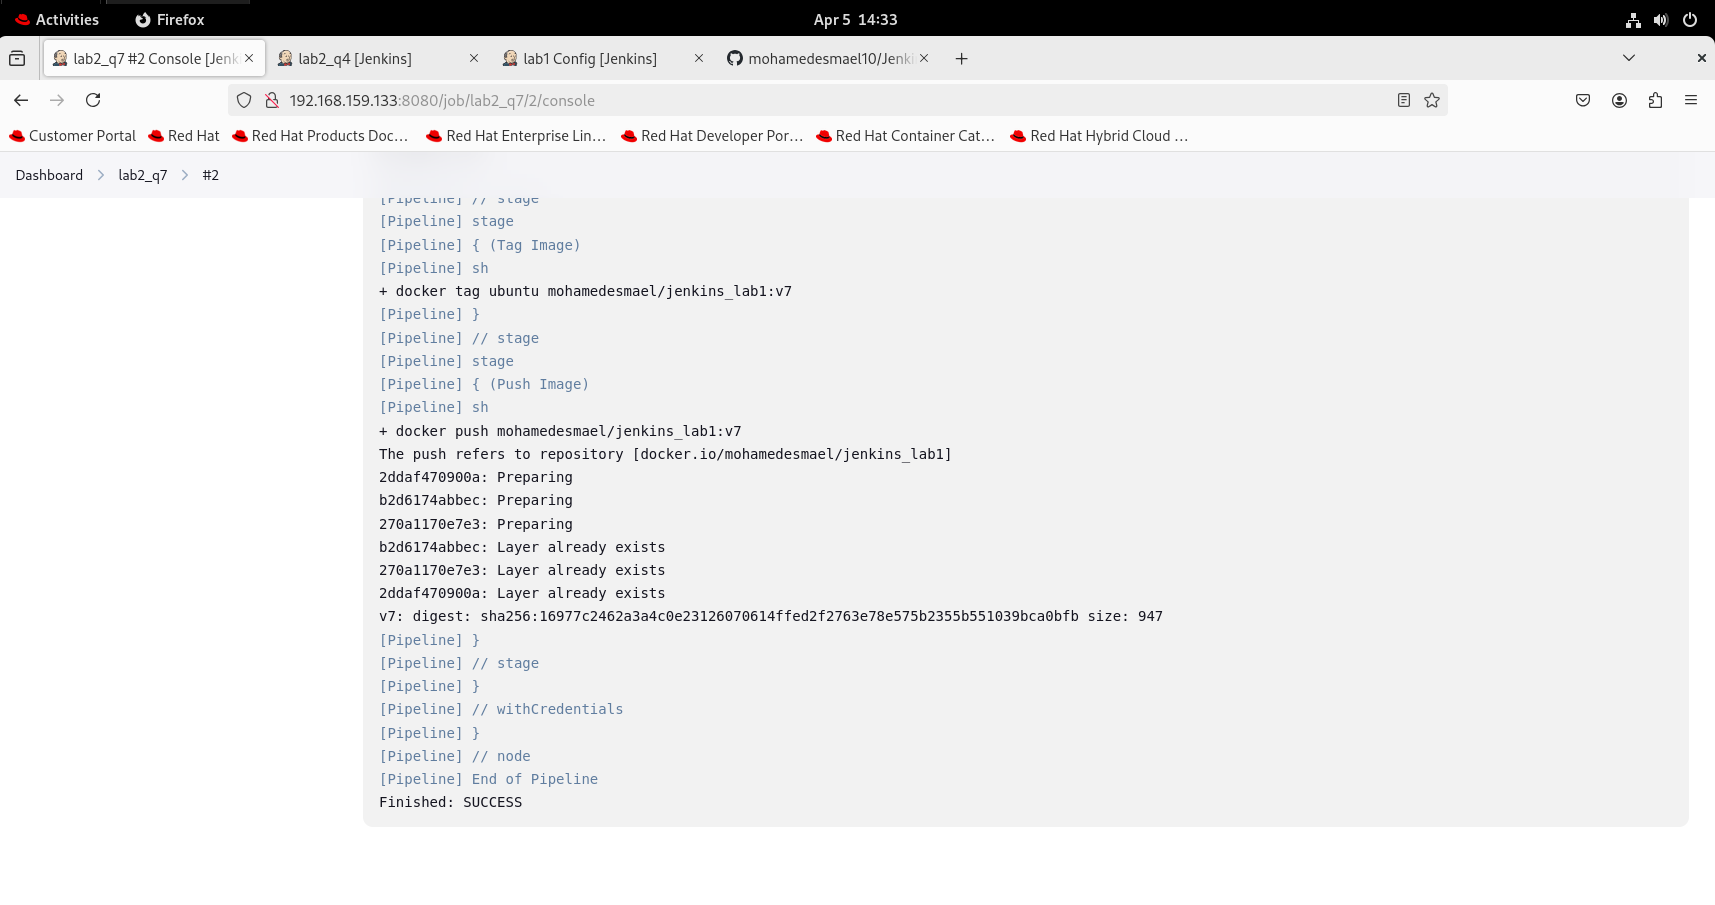 Activities Firefox Apr 5 14:33
lab2_q7 #2 Console [Jenk lab2_q4 [Jenkins] lab1 Config [Jenkins] mohamedesmael10/Jenki
192.168.159.133:8080/job/lab2_q7/2/console
Customer Portal Red Hat Red Hat Products Doc… Red Hat Enterprise Lin… Red Hat Developer Por… Red Hat Container Cat… Red Hat Hybrid Cloud …
Dashboard lab2_q7 #2
[Pipeline] // stage
[Pipeline] stage
[Pipeline] { (Tag Image)
[Pipeline] sh
+ docker tag ubuntu mohamedesmael/jenkins_lab1:v7
[Pipeline] }
[Pipeline] // stage
[Pipeline] stage
[Pipeline] { (Push Image)
[Pipeline] sh
+ docker push mohamedesmael/jenkins_lab1:v7
The push refers to repository [docker.io/mohamedesmael/jenkins_lab1]
2ddaf470900a: Preparing
b2d6174abbec: Preparing
270a1170e7e3: Preparing
b2d6174abbec: Layer already exists
270a1170e7e3: Layer already exists
2ddaf470900a: Layer already exists
v7: digest: sha256:16977c2462a3a4c0e23126070614ffed2f2763e78e575b2355b551039bca0bfb size: 947
[Pipeline] }
[Pipeline] // stage
[Pipeline] }
[Pipeline] // withCredentials
[Pipeline] }
[Pipeline] // node
[Pipeline] End of Pipeline
Finished: SUCCESS